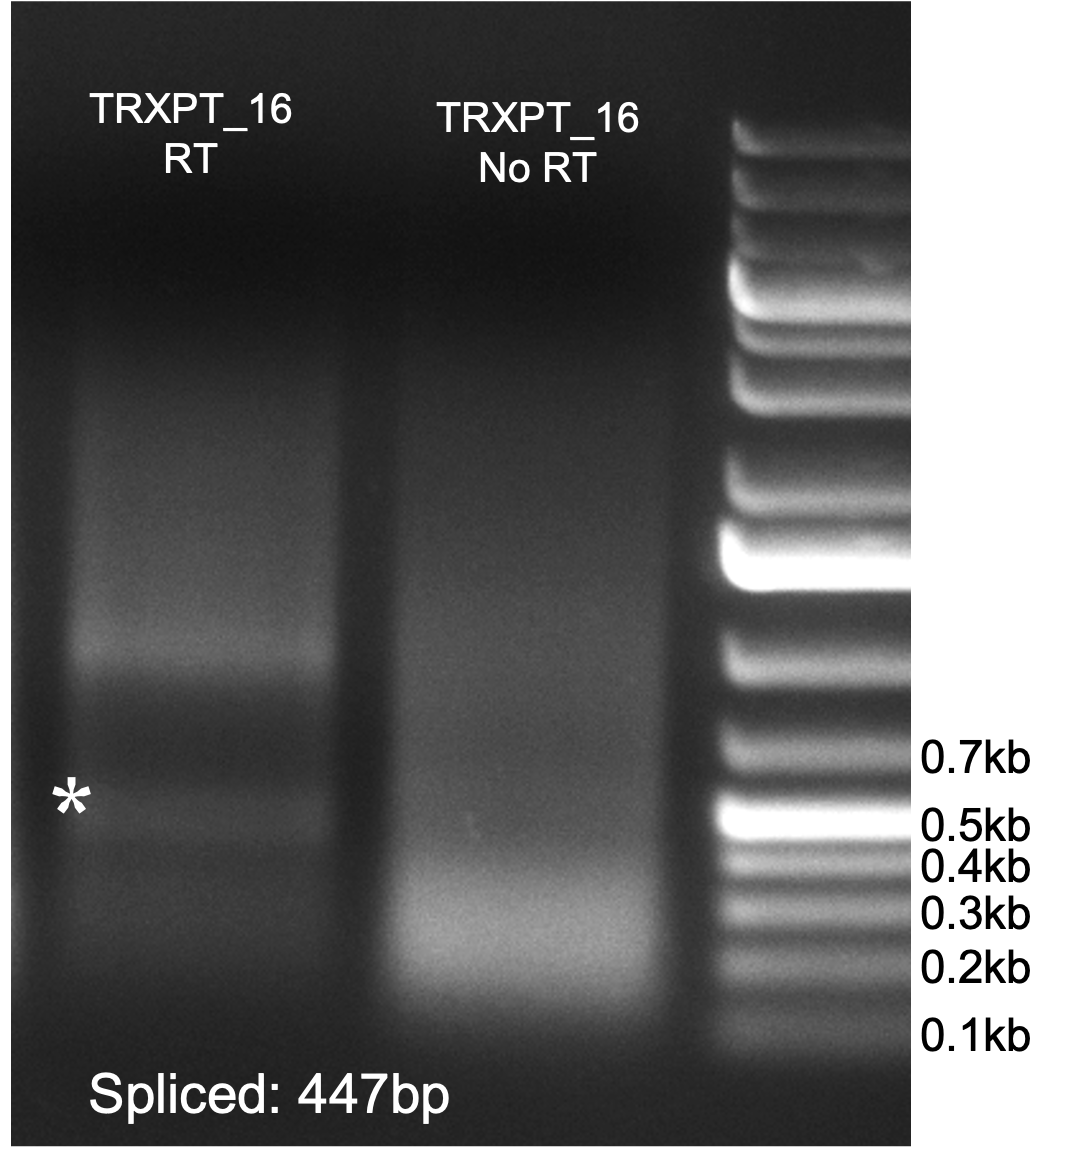 TRXPT_16
RT
TRXPT_16
No RT
0.7kb
*
0.5kb
0.4kb
0.3kb
0.2kb
0.1kb
Spliced: 447bp